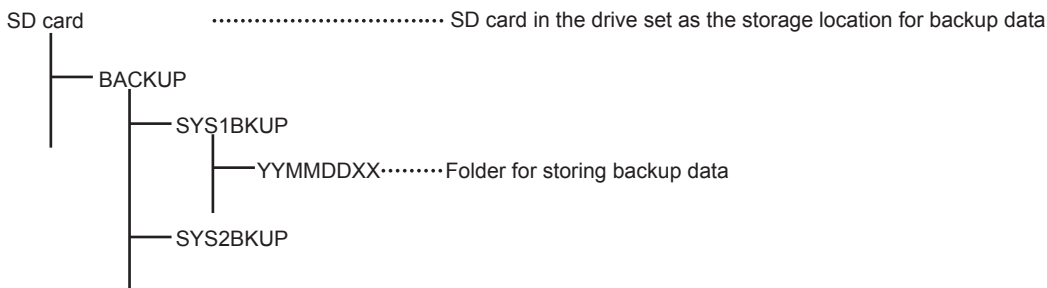 SD card ........................................ SD card in the drive set as the storage location for backup data
BACKUP
SYS1BKUP
YYMMDDXX.........Folder for storing backup data
SYS2BKUP